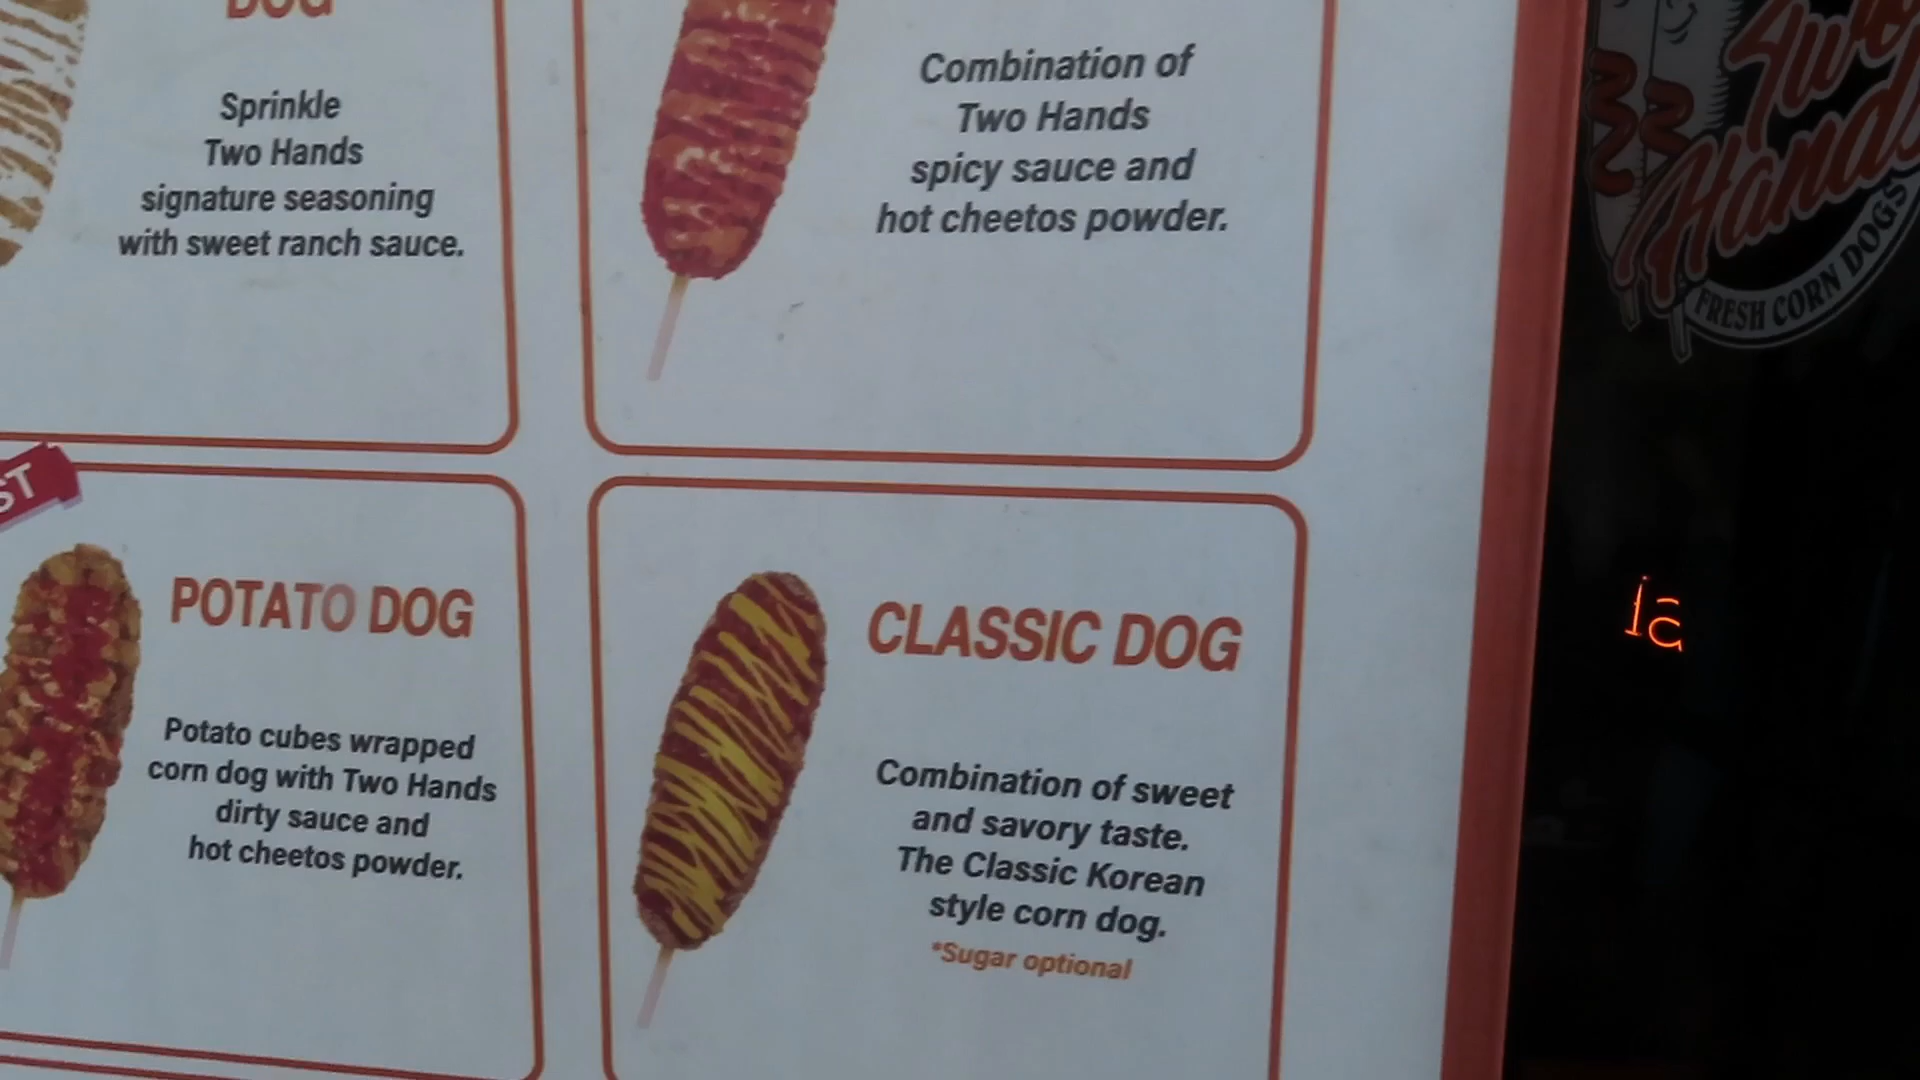 DOG
Sprinkle
Two Hands
signature seasoning
with sweet ranch sauce.
Combination of
Two Hands
spicy sauce and
hot cheetos powder.
POTATO DOG
Potato cubes wrapped
corn dog with Two Hands
dirty sauce and
hot cheetos powder.
CLASSIC DOG
Combination of sweet
and savory taste.
The Classic Korean
style corn dog.
*Sugar optional
Two
Hands
FRESH CORN DOGS